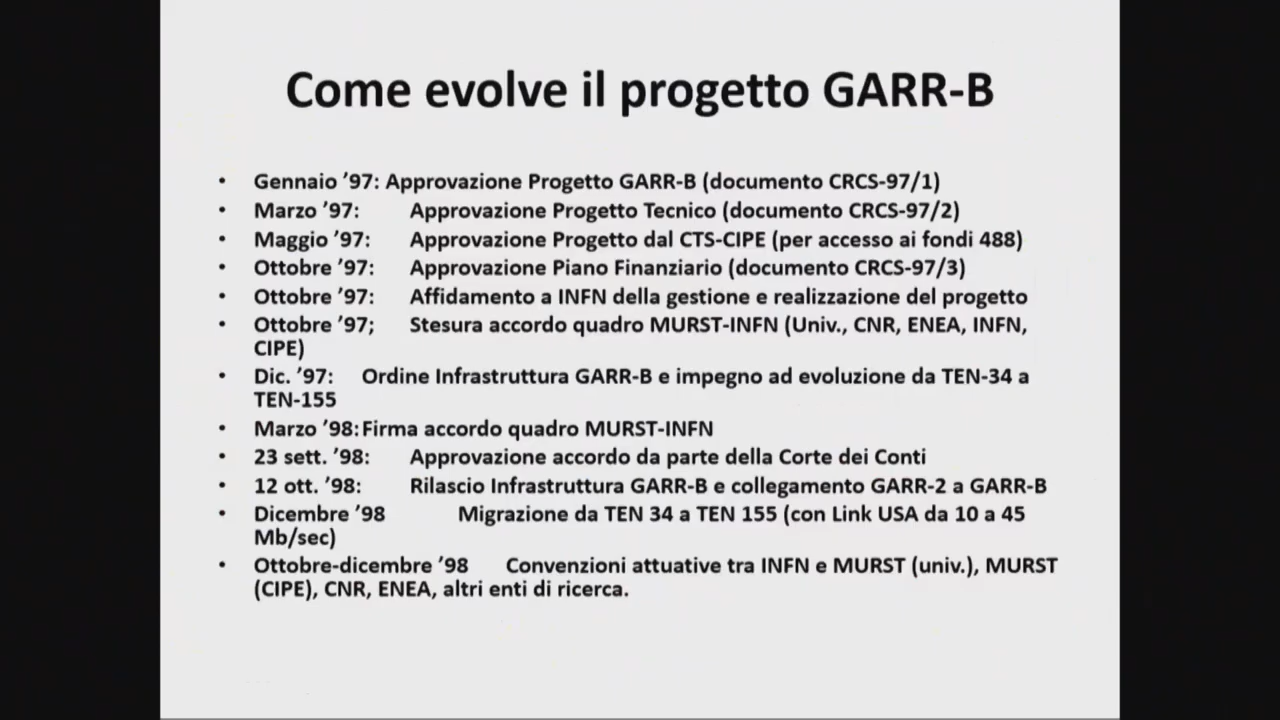 Come evolve il progetto GARR-B
• Gennaio ’97: Approvazione Progetto GARR-B (documento CRCS-97/1)
• Marzo ’97: Approvazione Progetto Tecnico (documento CRCS-97/2)
• Maggio ’97: Approvazione Progetto dal CTS-CIPE (per accesso ai fondi 488)
• Ottobre ’97: Approvazione Piano Finanziario (documento CRCS-97/3)
• Ottobre ’97: Affidamento a INFN della gestione e realizzazione del progetto
• Ottobre ’97; Stesura accordo quadro MURST-INFN (Univ., CNR, ENEA, INFN,
CIPE)
• Dic. ’97: Ordine Infrastruttura GARR-B e impegno ad evoluzione da TEN-34 a
TEN-155
• Marzo ’98: Firma accordo quadro MURST-INFN
• 23 sett. ’98: Approvazione accordo da parte della Corte dei Conti
• 12 ott. ’98: Rilascio Infrastruttura GARR-B e collegamento GARR-2 a GARR-B
• Dicembre ’98 Migrazione da TEN 34 a TEN 155 (con Link USA da 10 a 45
Mb/sec)
• Ottobre-dicembre ’98 Convenzioni attuative tra INFN e MURST (univ.), MURST
(CIPE), CNR, ENEA, altri enti di ricerca.